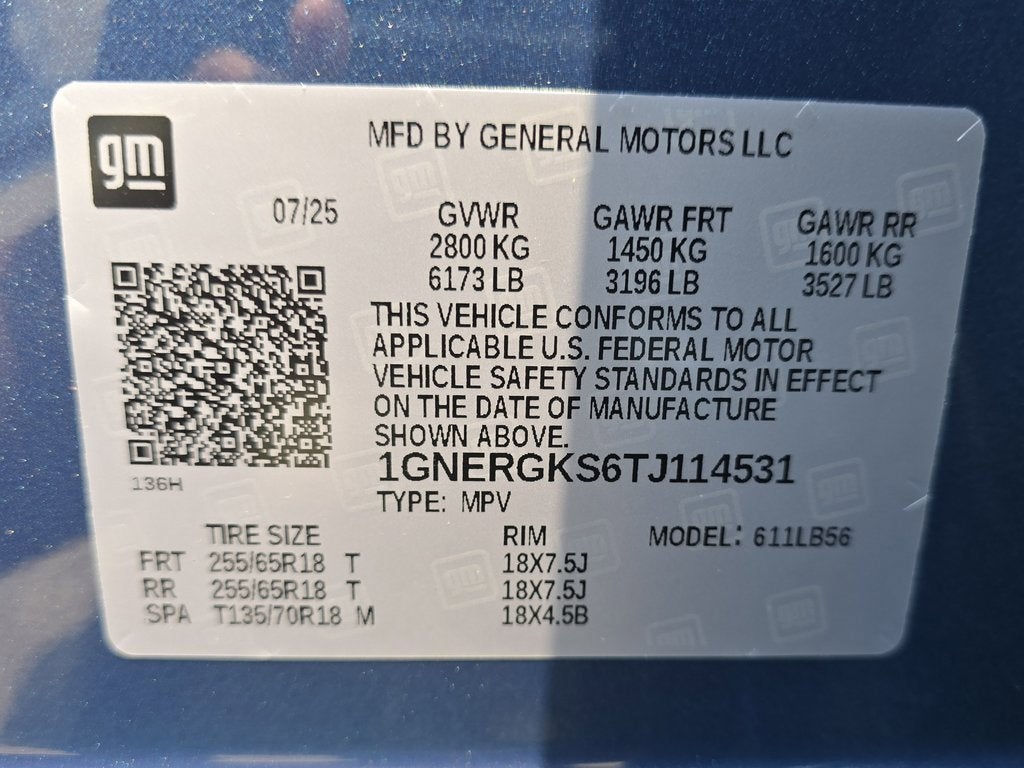 gm
MFD BY GENERAL MOTORS LLC
07/25
GVWR GAWR FRT GAWR RR
2800 KG 1450 KG 1600 KG
6173 LB 3196 LB 3527 LB
THIS VEHICLE CONFORMS TO ALL
APPLICABLE U.S. FEDERAL MOTOR
VEHICLE SAFETY STANDARDS IN EFFECT
ON THE DATE OF MANUFACTURE
SHOWN ABOVE.
1GNERGKS6TJ114531
136H
TYPE: MPV
TIRE SIZE RIM MODEL: 611LB56
FRT 255/65R18 T 18X7.5J
RR 255/65R18 T 18X7.5J
SPA T135/70R18 M 18X4.5B